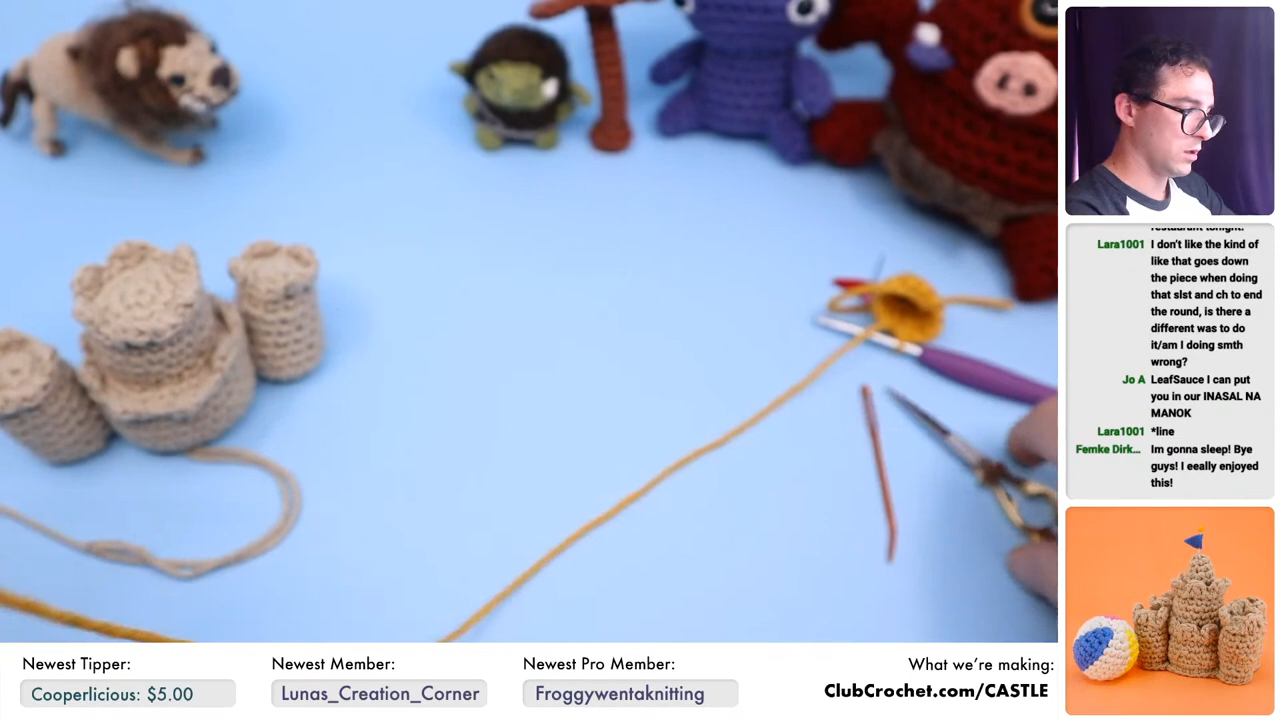 restaurant tonight!
Lara1001 I don't like the kind of
like that goes down
the piece when doing
that slst and ch to end
the round, is there a
different was to do
it/am I doing smth
wrong?
Jo A LeafSauce I can put
you in our INASAL NA
MANOK
Lara1001 *line
Femke Dirk... Im gonna sleep! Bye
guys! I eeally enjoyed
this!
Newest Tipper:
Cooperlicious: $5.00
Newest Member:
Lunas_Creation_Corner
Newest Pro Member:
Froggywentaknitting
What we're making:
ClubCrochet.com/CASTLE